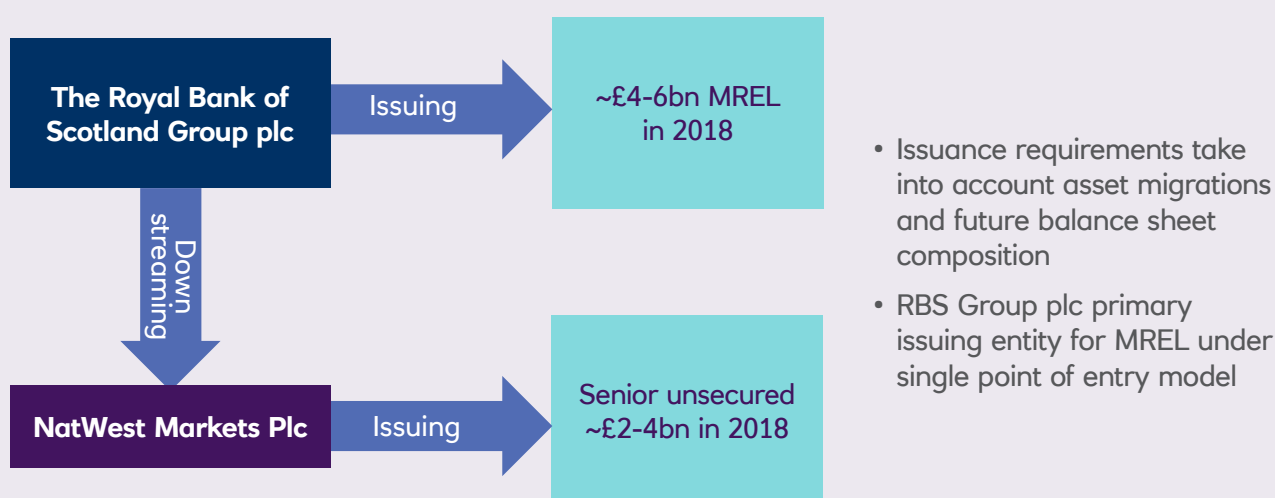 The Royal Bank of
Scotland Group plc
Issuing
~£4-6bn MREL
in 2018
Down
streaming
NatWest Markets Plc
Issuing
Senior unsecured
~£2-4bn in 2018
• Issuance requirements take
into account asset migrations
and future balance sheet
composition
• RBS Group plc primary
issuing entity for MREL under
single point of entry model